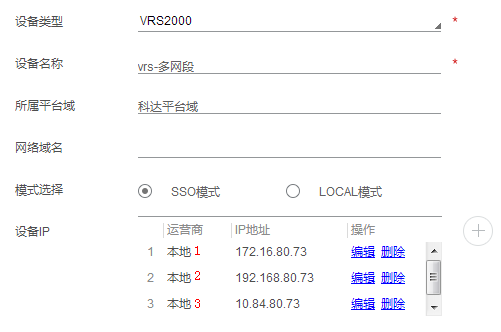 设备类型 VRS2000 *
设备名称 vrs-多网段 *
所属平台域 科达平台域
网络域名
模式选择 SSO模式 LOCAL模式
设备IP 运营商 IP地址 操作
1 本地 1 172.16.80.73 编辑 删除
2 本地 2 192.168.80.73 编辑 删除
3 本地 3 10.84.80.73 编辑 删除